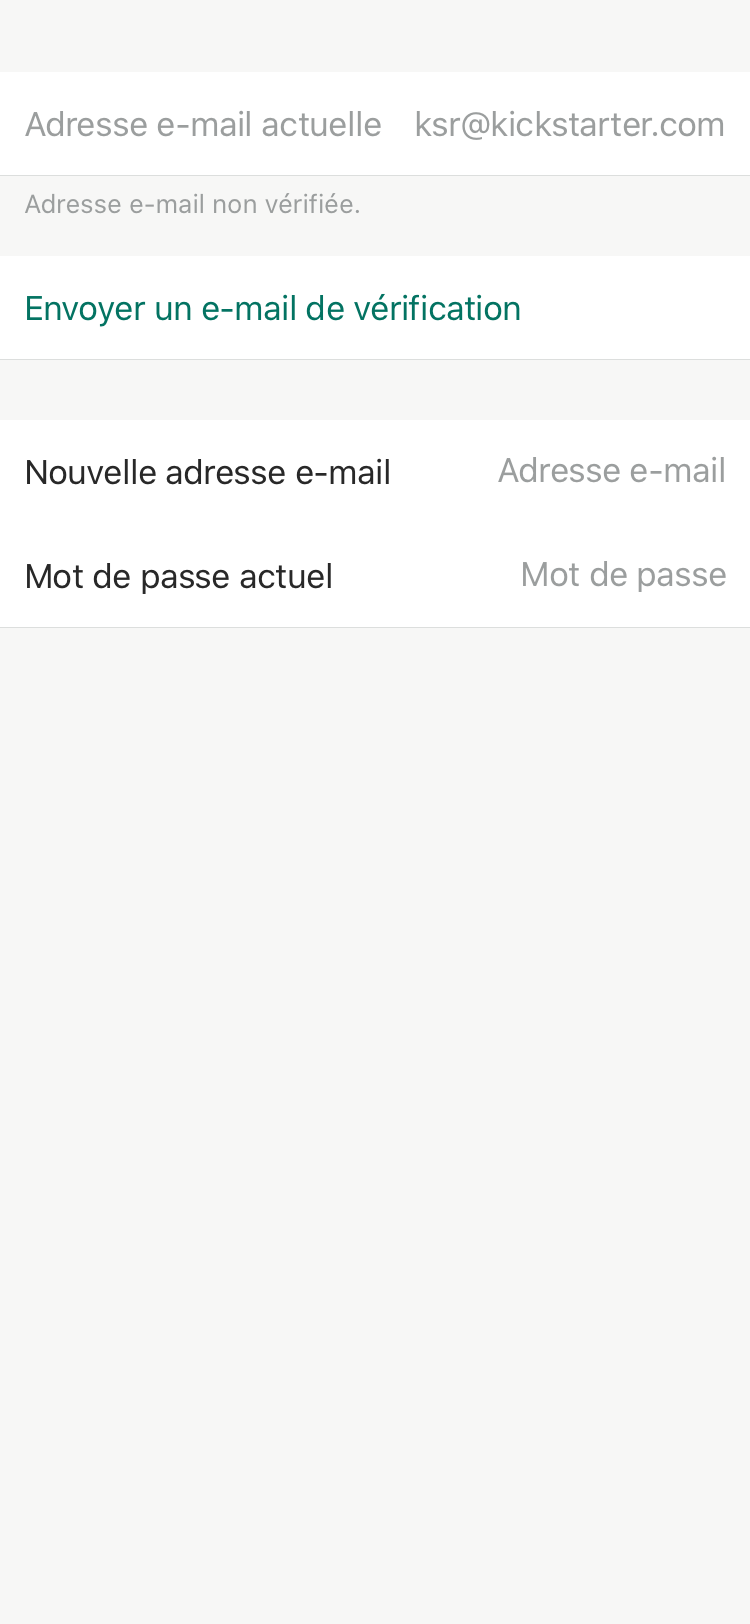 Adresse e-mail actuelle ksr@kickstarter.com
Adresse e-mail non vérifiée.
Envoyer un e-mail de vérification
Nouvelle adresse e-mail Adresse e-mail
Mot de passe actuel Mot de passe